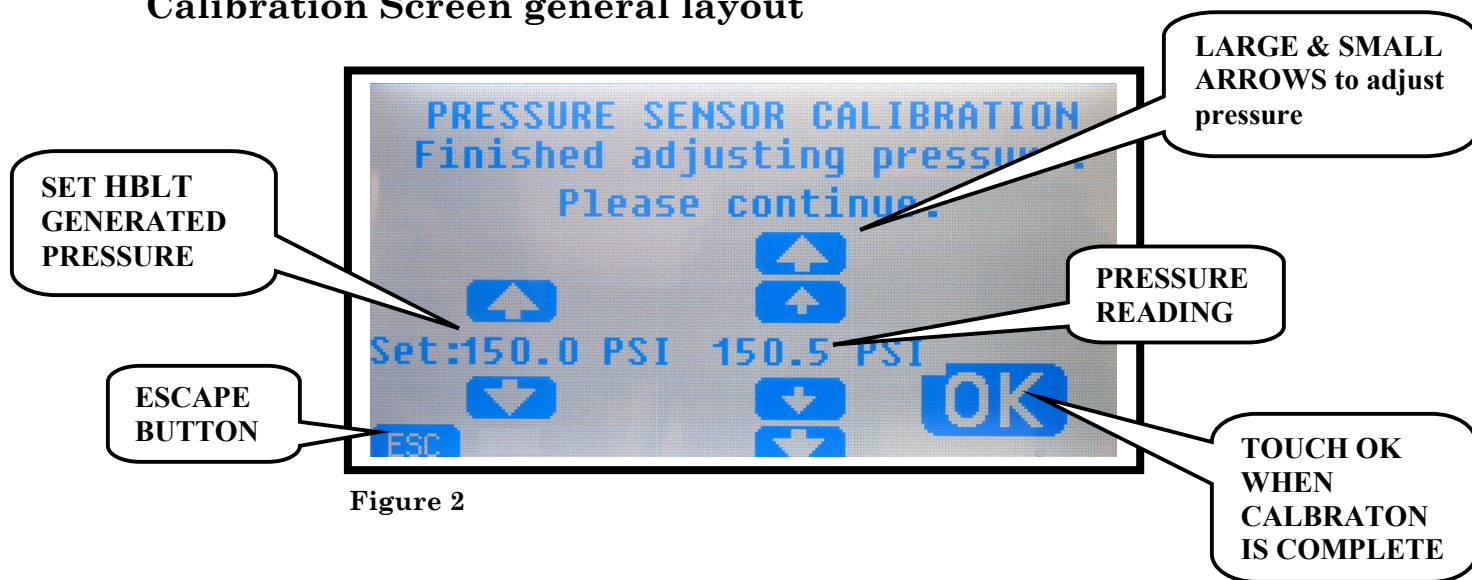 Calibration Screen general layout
LARGE & SMALL
ARROWS to adjust
pressure
PRESSURE SENSOR CALIBRATION
Finished adjusting pressure.
Please continue.
SET HBLT
GENERATED
PRESSURE
PRESSURE
READING
Set:150.0 PSI 150.5 PSI
OK
ESCAPE
BUTTON
ESC
TOUCH OK
WHEN
CALBRATON
IS COMPLETE
Figure 2